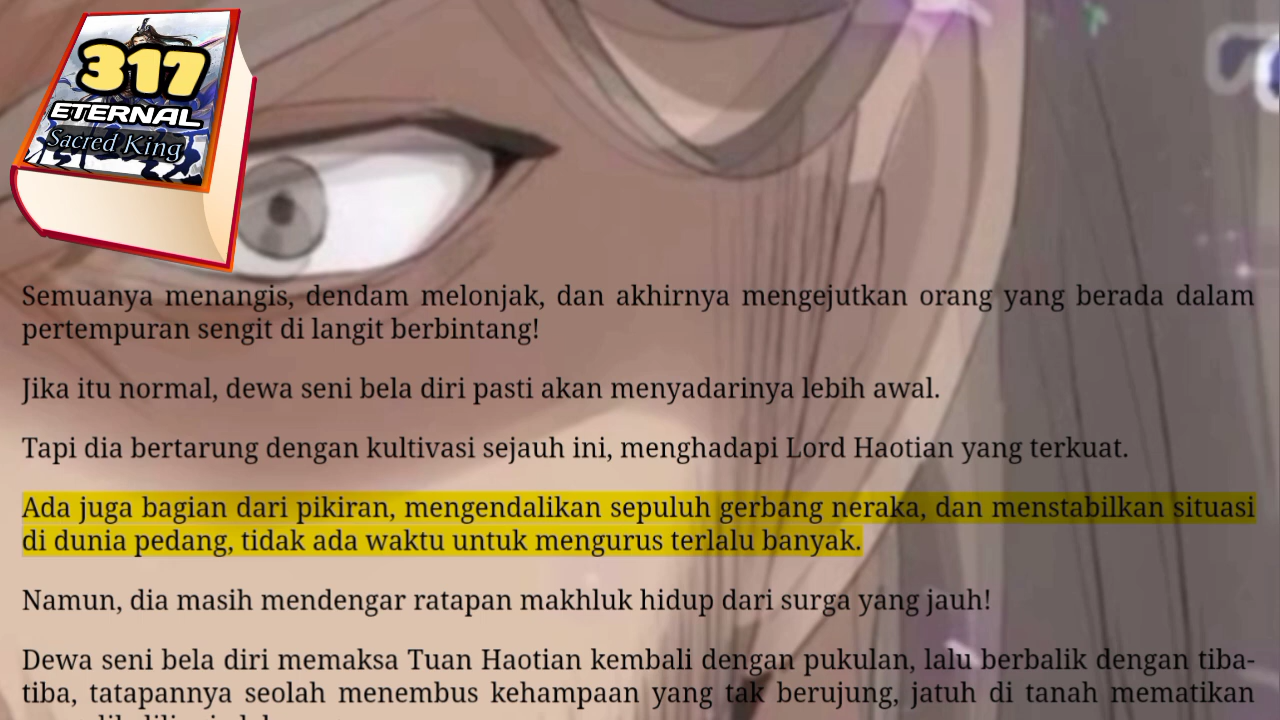 317
ETERNAL
Sacred King
Semuanya menangis, dendam melonjak, dan akhirnya mengejutkan orang yang berada dalam
pertempuran sengit di langit berbintang!
Jika itu normal, dewa seni bela diri pasti akan menyadarinya lebih awal.
Tapi dia bertarung dengan kultivasi sejauh ini, menghadapi Lord Haotian yang terkuat.
Ada juga bagian dari pikiran, mengendalikan sepuluh gerbang neraka, dan menstabilkan situasi
di dunia pedang, tidak ada waktu untuk mengurus terlalu banyak.
Namun, dia masih mendengar ratapan makhluk hidup dari surga yang jauh!
Dewa seni bela diri memaksa Tuan Haotian kembali dengan pukulan, lalu berbalik dengan tiba-
tiba, tatapannya seolah menembus kehampaan yang tak berujung, jatuh di tanah mematikan